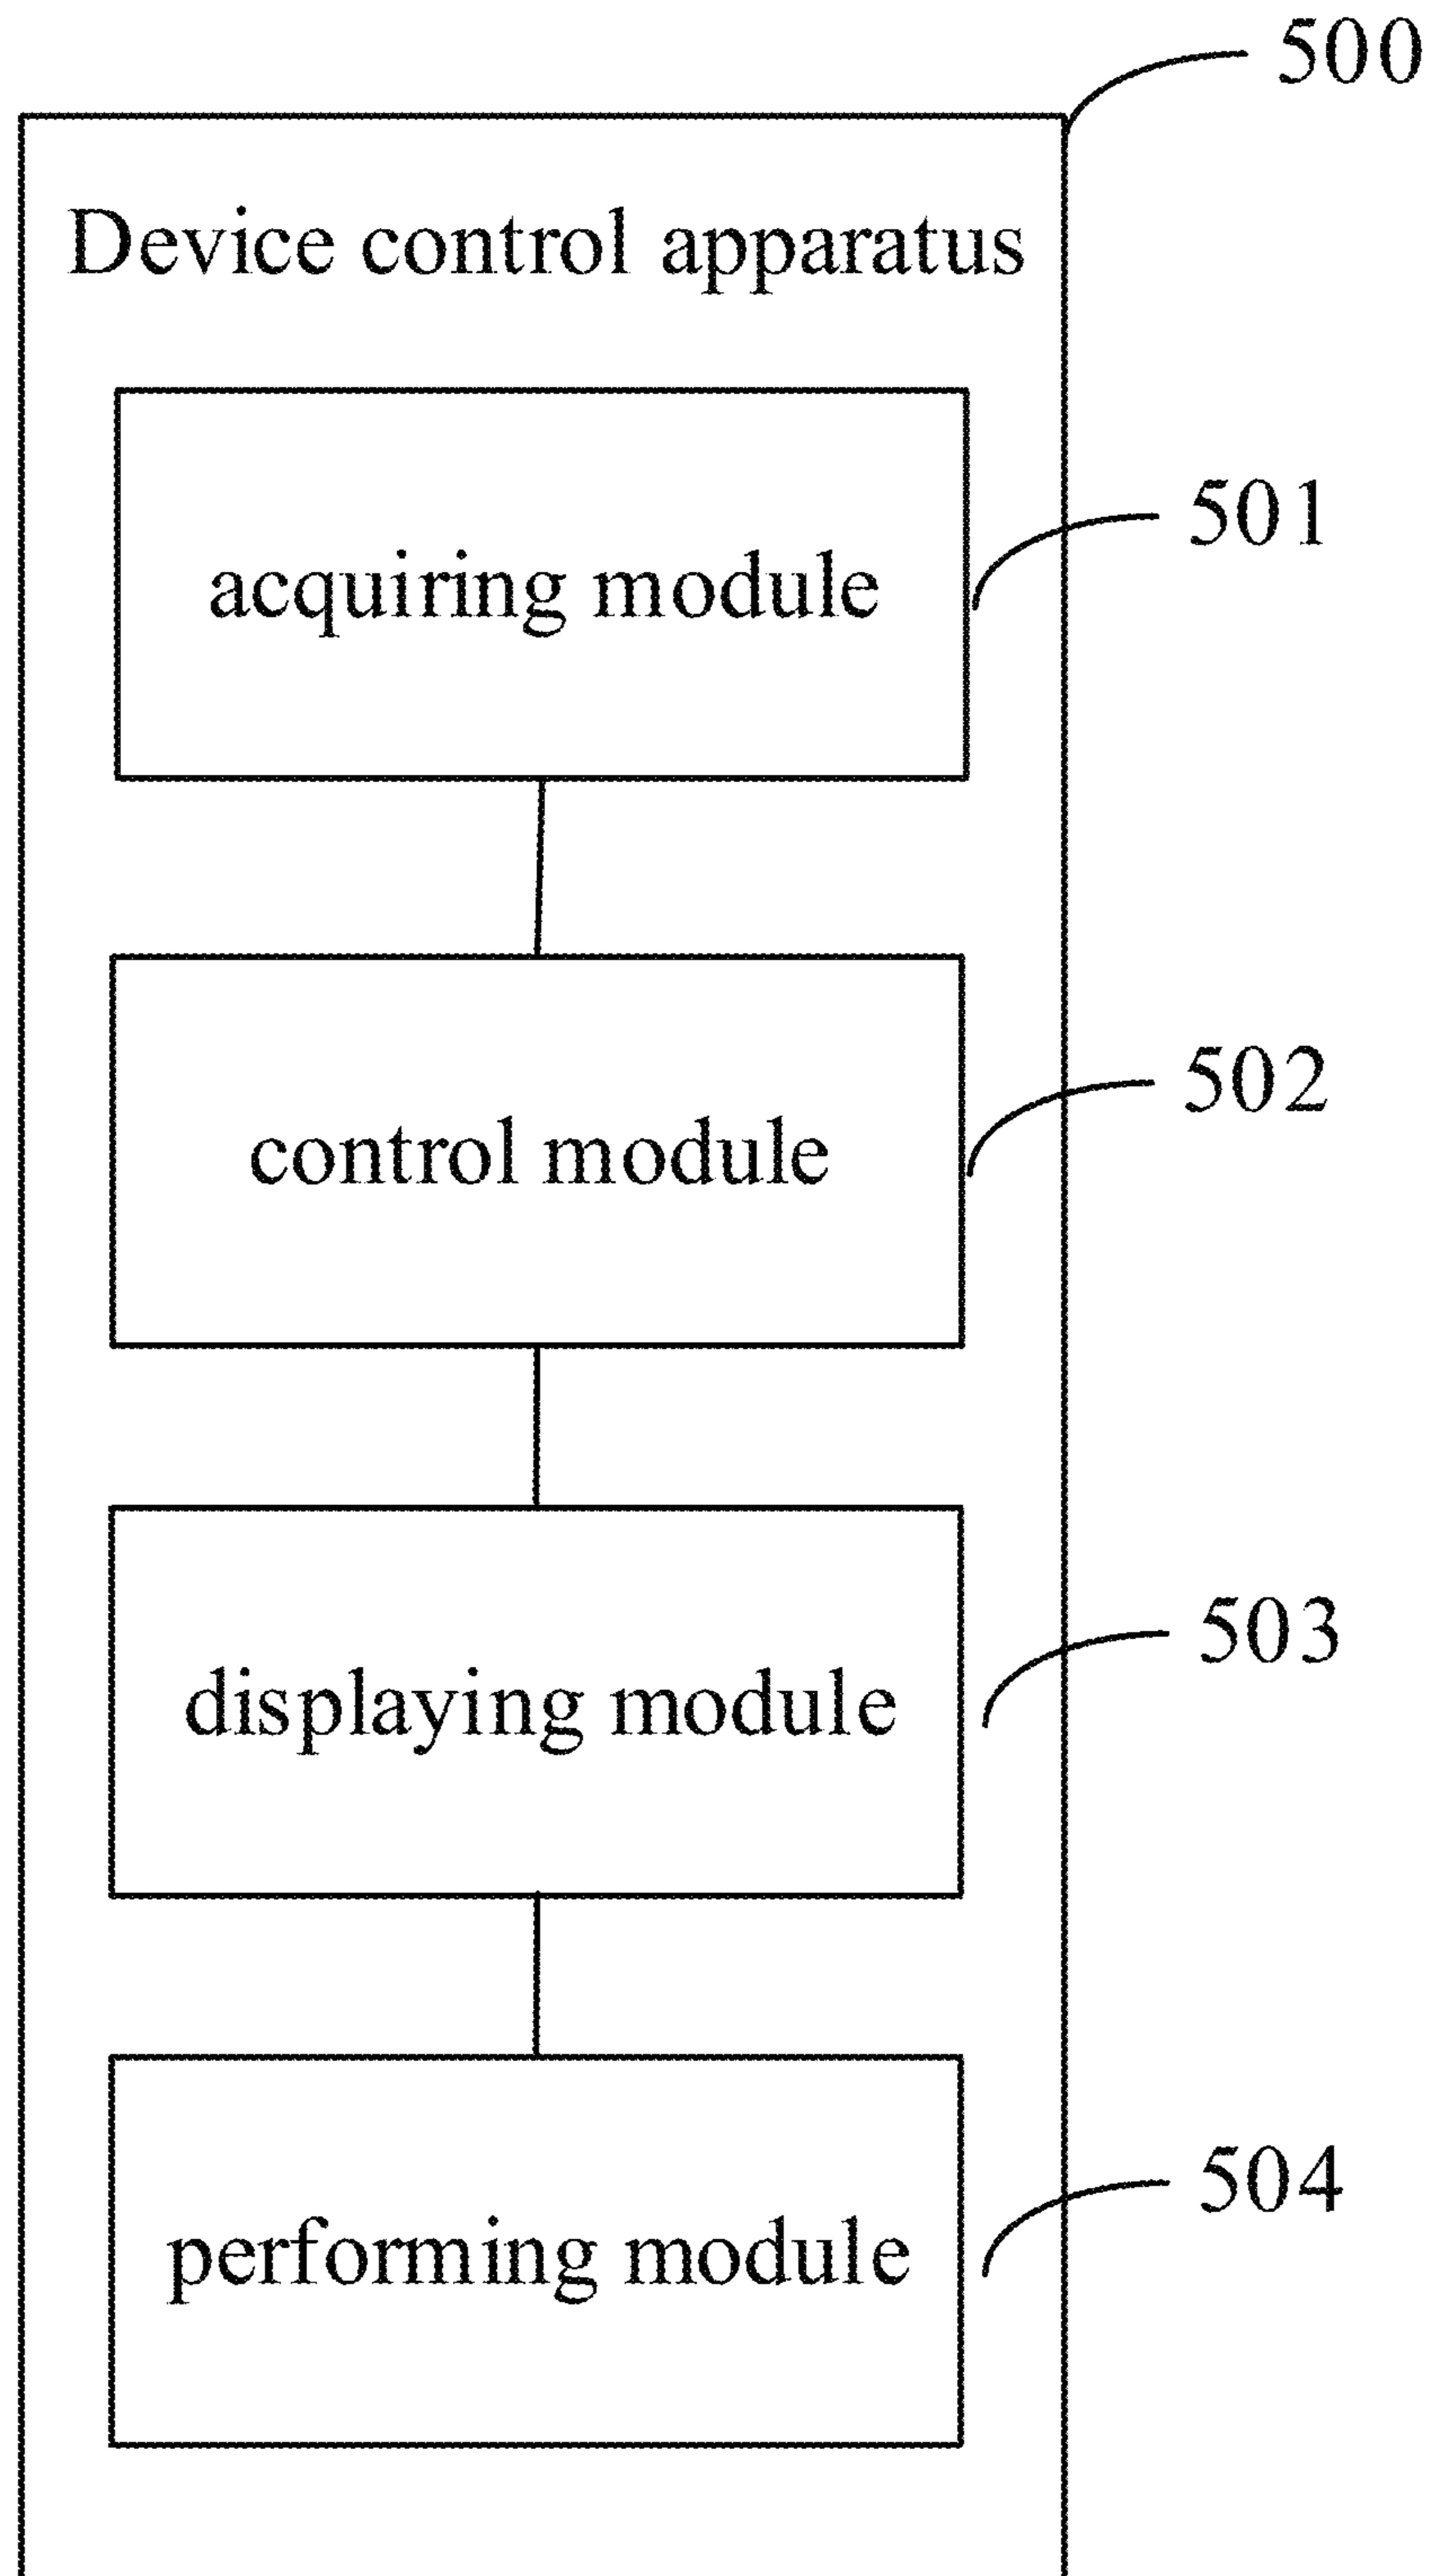 500
Device control apparatus
501
acquiring module
502
control module
503
displaying module
504
performing module